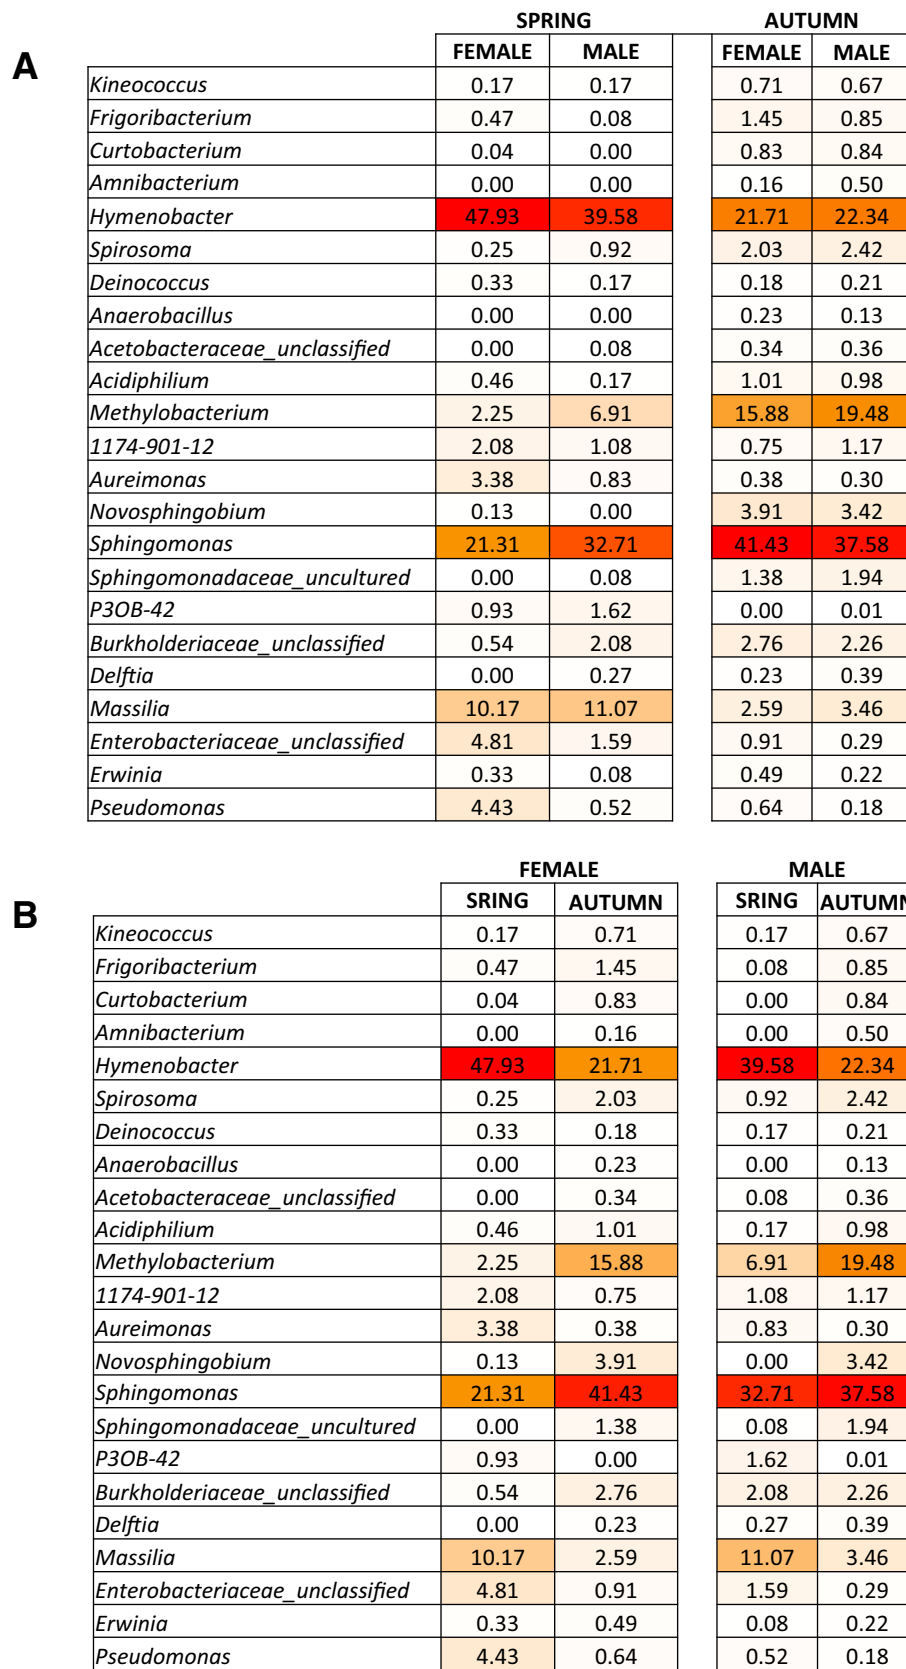 A
SPRING AUTUMN
FEMALE MALE FEMALE MALE
Kineococcus 0.17 0.17 0.71 0.67
Frigoribacterium 0.47 0.08 1.45 0.85
Curtobacterium 0.04 0.00 0.83 0.84
Amnibacterium 0.00 0.00 0.16 0.50
Hymenobacter 47.93 39.58 21.71 22.34
Spirosoma 0.25 0.92 2.03 2.42
Deinococcus 0.33 0.17 0.18 0.21
Anaerobacillus 0.00 0.00 0.23 0.13
Acetobacteraceae_unclassified 0.00 0.08 0.34 0.36
Acidiphilium 0.46 0.17 1.01 0.98
Methylobacterium 2.25 6.91 15.88 19.48
1174-901-12 2.08 1.08 0.75 1.17
Aureimonas 3.38 0.83 0.38 0.30
Novosphingobium 0.13 0.00 3.91 3.42
Sphingomonas 21.31 32.71 41.43 37.58
Sphingomonadaceae_uncultured 0.00 0.08 1.38 1.94
P3OB-42 0.93 1.62 0.00 0.01
Burkholderiaceae_unclassified 0.54 2.08 2.76 2.26
Delftia 0.00 0.27 0.23 0.39
Massilia 10.17 11.07 2.59 3.46
Enterobacteriaceae_unclassified 4.81 1.59 0.91 0.29
Erwinia 0.33 0.08 0.49 0.22
Pseudomonas 4.43 0.52 0.64 0.18
B
FEMALE MALE
SRING AUTUMN SRING AUTUMN
Kineococcus 0.17 0.71 0.17 0.67
Frigoribacterium 0.47 1.45 0.08 0.85
Curtobacterium 0.04 0.83 0.00 0.84
Amnibacterium 0.00 0.16 0.00 0.50
Hymenobacter 47.93 21.71 39.58 22.34
Spirosoma 0.25 2.03 0.92 2.42
Deinococcus 0.33 0.18 0.17 0.21
Anaerobacillus 0.00 0.23 0.00 0.13
Acetobacteraceae_unclassified 0.00 0.34 0.08 0.36
Acidiphilium 0.46 1.01 0.17 0.98
Methylobacterium 2.25 15.88 6.91 19.48
1174-901-12 2.08 0.75 1.08 1.17
Aureimonas 3.38 0.38 0.83 0.30
Novosphingobium 0.13 3.91 0.00 3.42
Sphingomonas 21.31 41.43 32.71 37.58
Sphingomonadaceae_uncultured 0.00 1.38 0.08 1.94
P3OB-42 0.93 0.00 1.62 0.01
Burkholderiaceae_unclassified 0.54 2.76 2.08 2.26
Delftia 0.00 0.23 0.27 0.39
Massilia 10.17 2.59 11.07 3.46
Enterobacteriaceae_unclassified 4.81 0.91 1.59 0.29
Erwinia 0.33 0.49 0.08 0.22
Pseudomonas 4.43 0.64 0.52 0.18